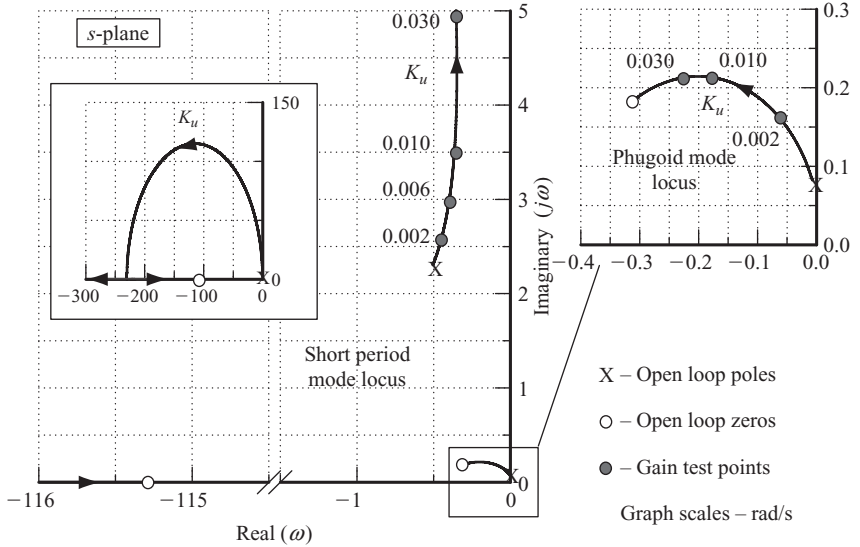 s-plane
150
K_u
0
−300
−200
−100
0
X
5
0.030
K_u
4
0.010
3
0.006
0.002
X
2
1
0
X
Imaginary (jω)
Short period
mode locus
−116
−115
−1
0
Real (ω)
0.3
0.030
0.010
K_u
0.2
0.002
Phugoid mode
locus
0.1
X
0.0
−0.4
−0.3
−0.2
−0.1
0.0
X – Open loop poles
– Open loop zeros
– Gain test points
Graph scales – rad/s